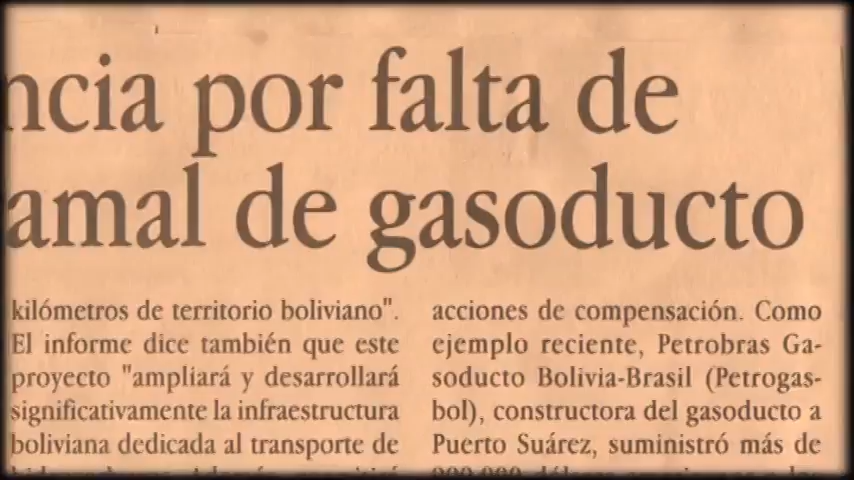 por falta de
de gasoducto
kilómetros de territorio boliviano".
El informe dice también que este
proyecto "ampliará y desarrollará
significativamente la infraestructura
boliviana dedicada al transporte de
acciones de compensación. Como
ejemplo reciente, Petrobras Ga-
soducto Bolivia-Brasil (Petrogas-
bol), constructora del gasoducto a
Puerto Suárez, suministró más de